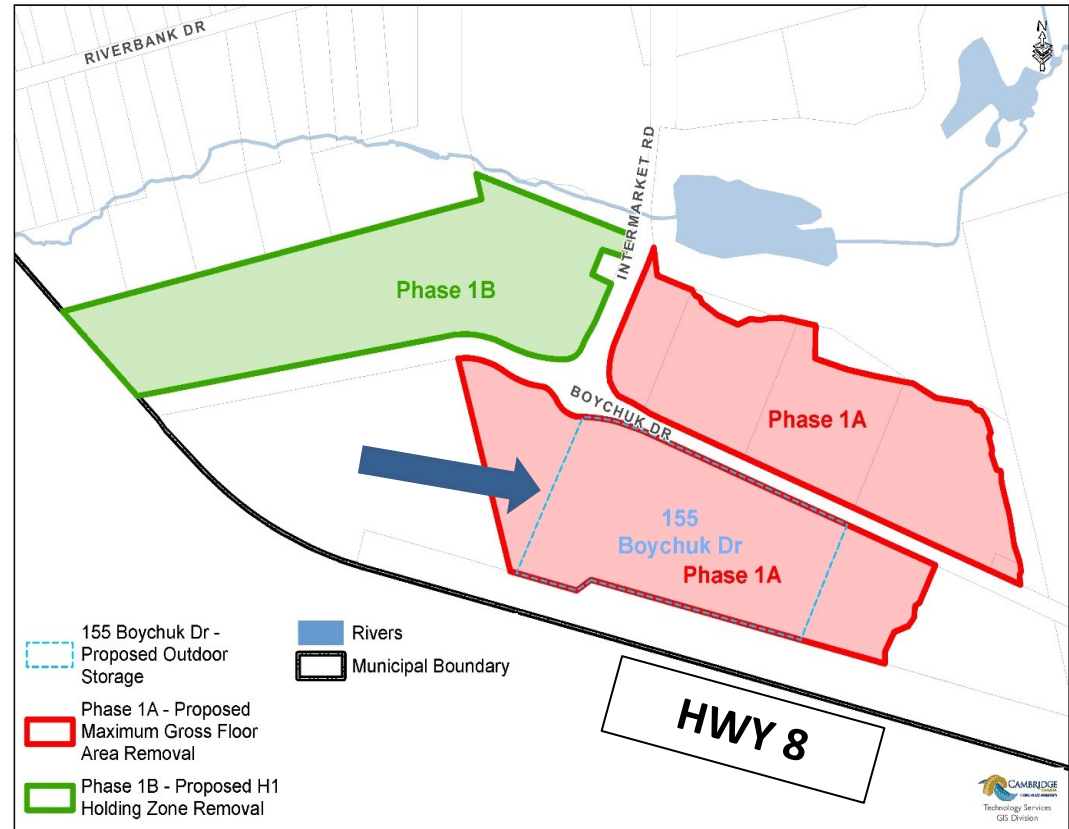 RIVERBANK DR
N
INTERMARKET RD
Phase 1B
BOYCHUK DR
Phase 1A
155
Boychuk Dr
Phase 1A
155 Boychuk Dr -
Proposed Outdoor
Storage
Phase 1A - Proposed
Maximum Gross Floor
Area Removal
Phase 1B - Proposed H1
Holding Zone Removal
Rivers
Municipal Boundary
HWY 8
CAMBRIDGE
CANADA
Technology Services
GIS Division